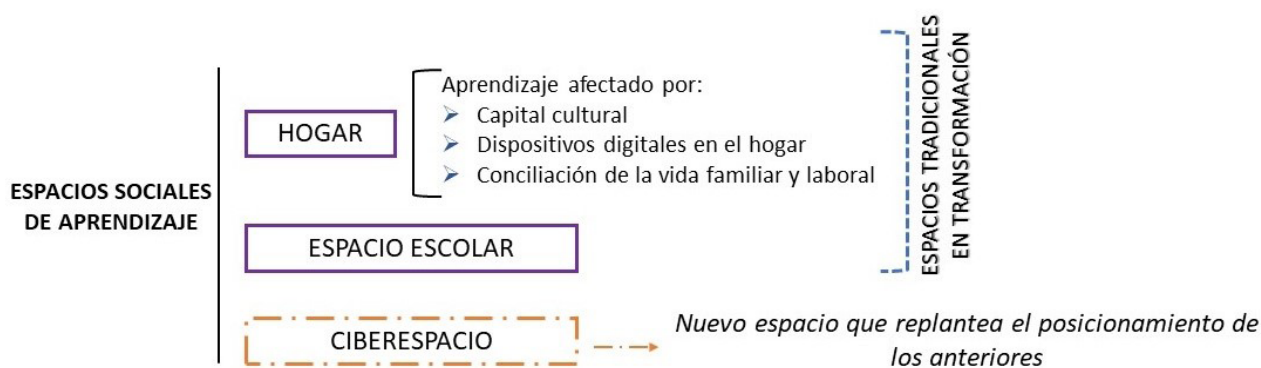 ESPACIOS SOCIALES
DE APRENDIZAJE
HOGAR
Aprendizaje afectado por:
Capital cultural
Dispositivos digitales en el hogar
Conciliación de la vida familiar y laboral
ESPACIO ESCOLAR
ESPACIOS TRADICIONALES
EN TRANSFORMACIÓN
CIBERESPACIO
Nuevo espacio que replantea el posicionamiento de
los anteriores